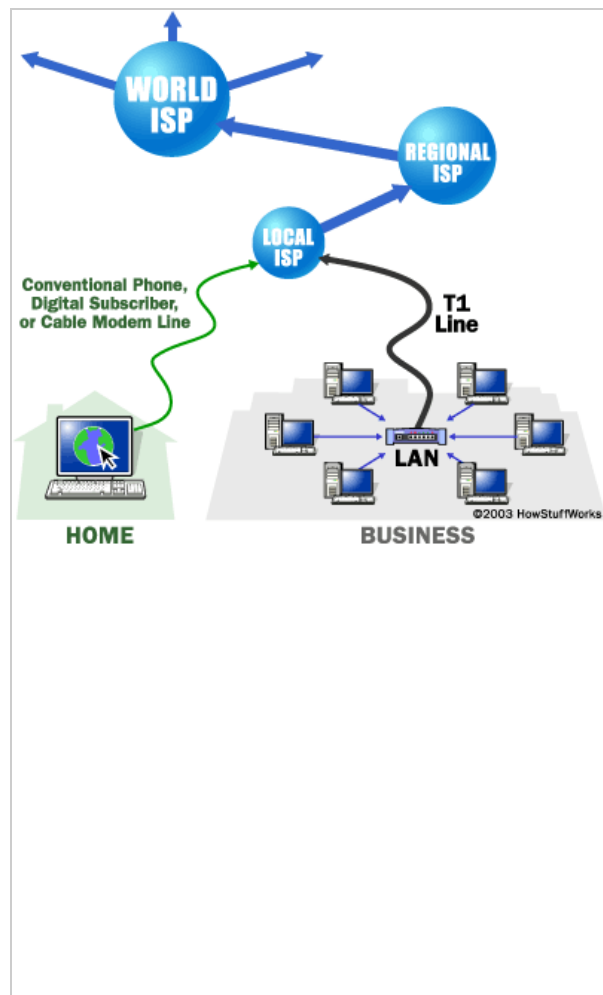 WORLD
ISP
REGIONAL
ISP
LOCAL
ISP
Conventional Phone,
Digital Subscriber,
or Cable Modem Line
T1
Line
LAN
©2003 HowStuffWorks
HOME
BUSINESS